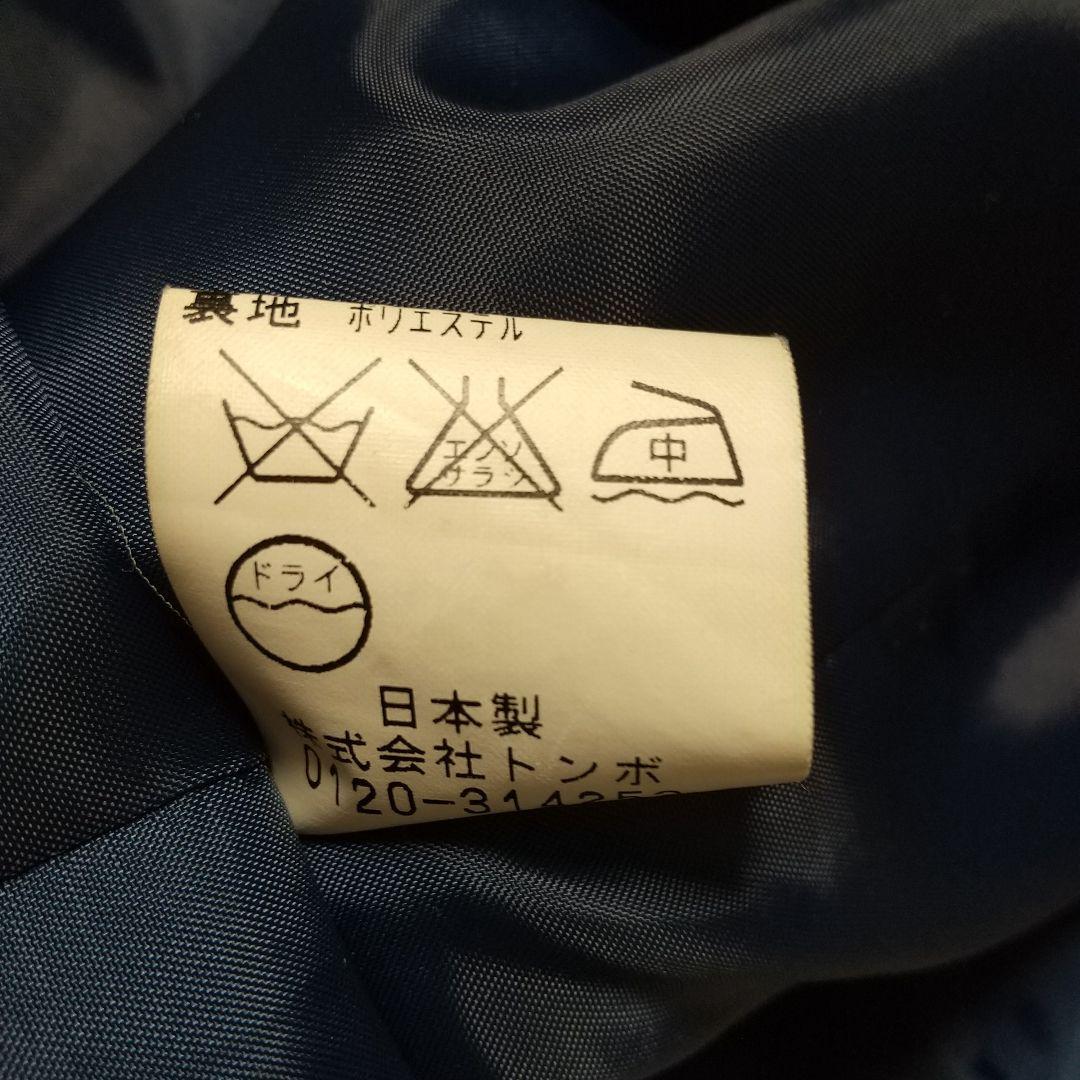 裏地 ポリエステル
エンソ
サラシ
中
ドライ
日本製
株式会社トンボ